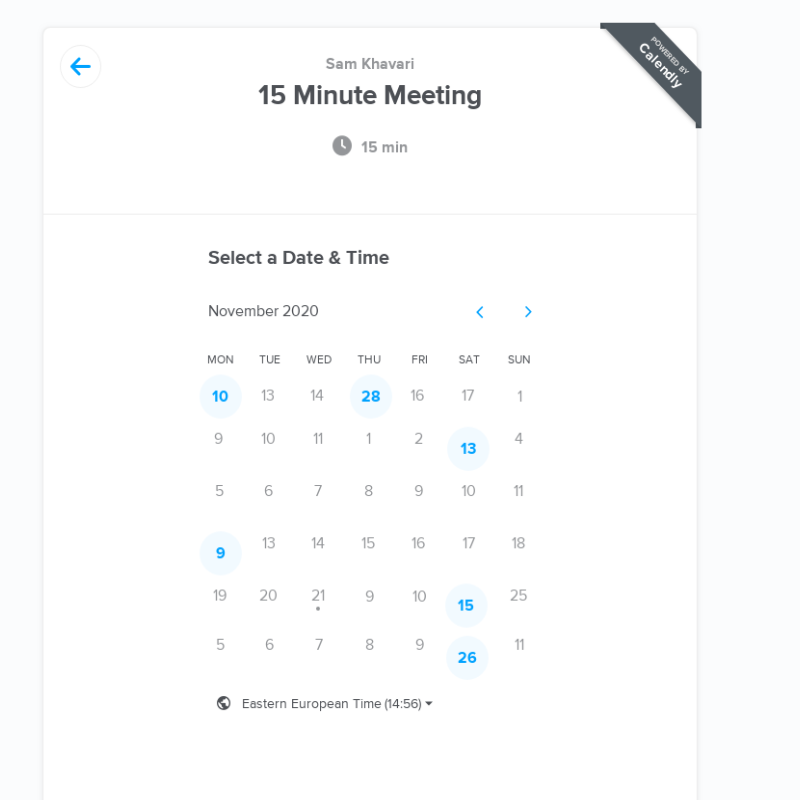 POWERED BY
Calendly
Sam Khavari
15 Minute Meeting
15 min
Select a Date & Time
November 2020
MON TUE WED THU FRI SAT SUN
10 13 14 28 16 17 1
9 10 11 1 2 13 4
5 6 7 8 9 10 11
9 13 14 15 16 17 18
19 20 21 9 10 15 25
5 6 7 8 9 26 11
Eastern European Time (14:56)